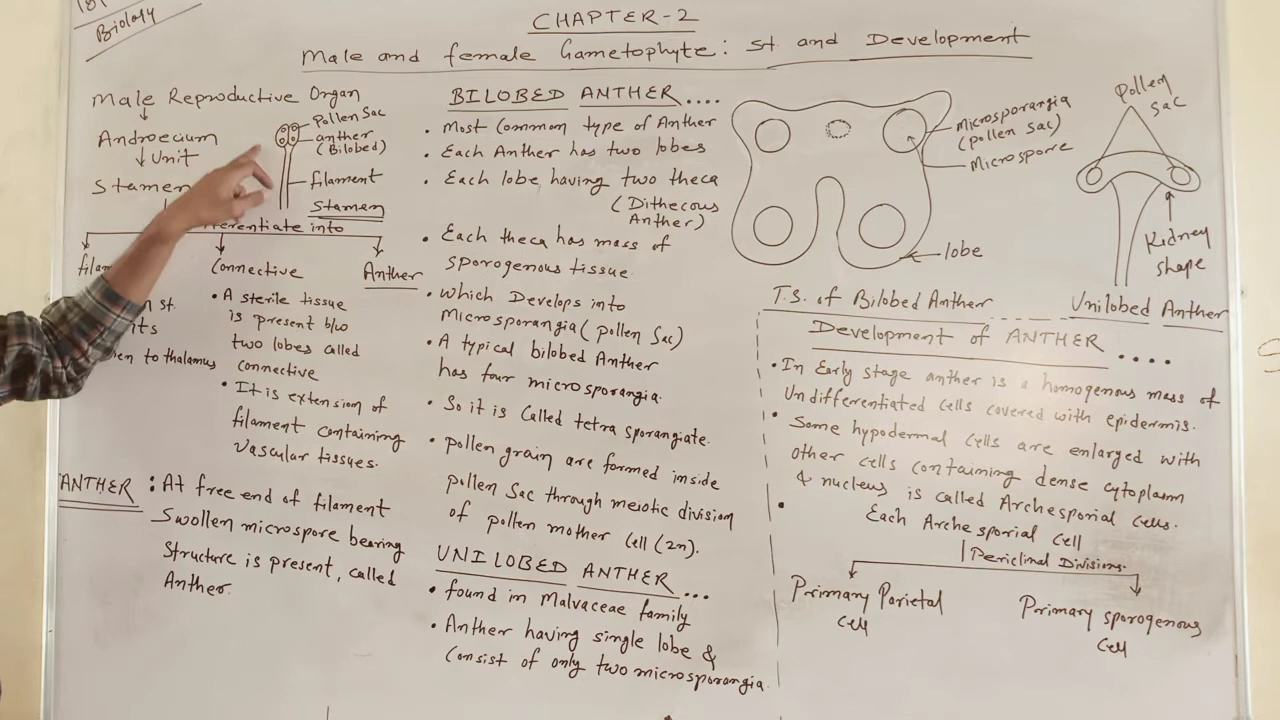 Biology
CHAPTER-2
Male and female Gametophyte: st and Development
Male Reproductive Organ
Androecium
Unit
Stamen
Pollen Sac
anther
(Bilobed)
filament
Stamen
erentiate into
Connective
Anther
n st.
its
to thalamus
• A sterile tissue
is present b/w
two lobes called
connective
• It is extension of
filament containing
Vascular tissues.
ANTHER : At free end of filament
Swollen microspore bearing
Structure is present, called
Anther.
BILOBED ANTHER....
• Most Common type of Anther
• Each Anther has two lobes
• Each lobe having two theca
(Dithecous
Anther)
• Each theca has mass of
sporogenous tissue.
• which Develops into
Microsporangia (pollen Sac)
• A typical bilobed Anther
has four microsporangia.
• So it is Called tetra sporangiate.
• pollen grain are formed inside
pollen Sac through meiotic division
of pollen mother cell (2n).
UNILOBED ANTHER...
• found in Malvaceae family
• Anther having single lobe &
Consist of only two microsporangia.
Microsporangia
(pollen Sac)
Microspore
lobe
T.S. of Bilobed Anther
Pollen
Sac
Kidney
shape
Unilobed Anther
Development of ANTHER ....
• In Early stage anther is a homogenous mass of
Undifferentiated cells covered with epidermis.
• Some hypodermal cells are enlarged with
other cells containing dense cytoplasm
& nucleus is called Archesporial cells.
• Each Archesporial cell
Periclinal Divisions.
Primary Parietal
cell
Primary sporogenous
cell